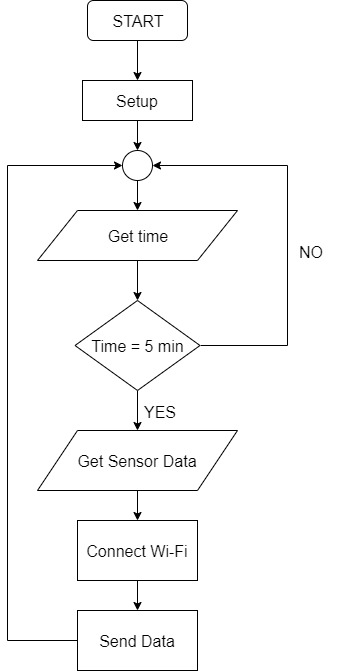 START
Setup
Get time
NO
Time = 5 min
YES
Get Sensor Data
Connect Wi-Fi
Send Data